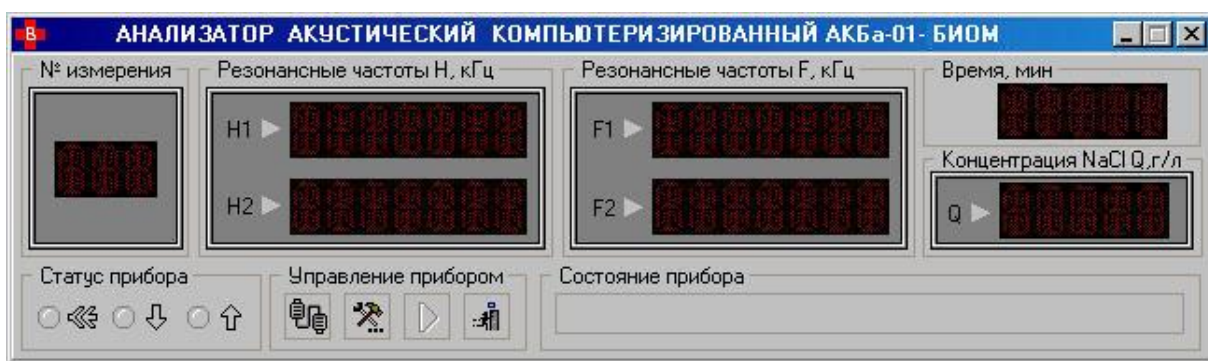 B АНАЛИЗАТОР АКУСТИЧЕСКИЙ КОМПЬЮТЕРИЗИРОВАННЫЙ АКБа-01- БИОМ
№ измерения
Резонансные частоты Н, кГц
Резонансные частоты F, кГц
Время, мин
H1
F1
Концентрация NaCl Q,г/л
H2
F2
Q
Статус прибора
Управление прибором
Состояние прибора